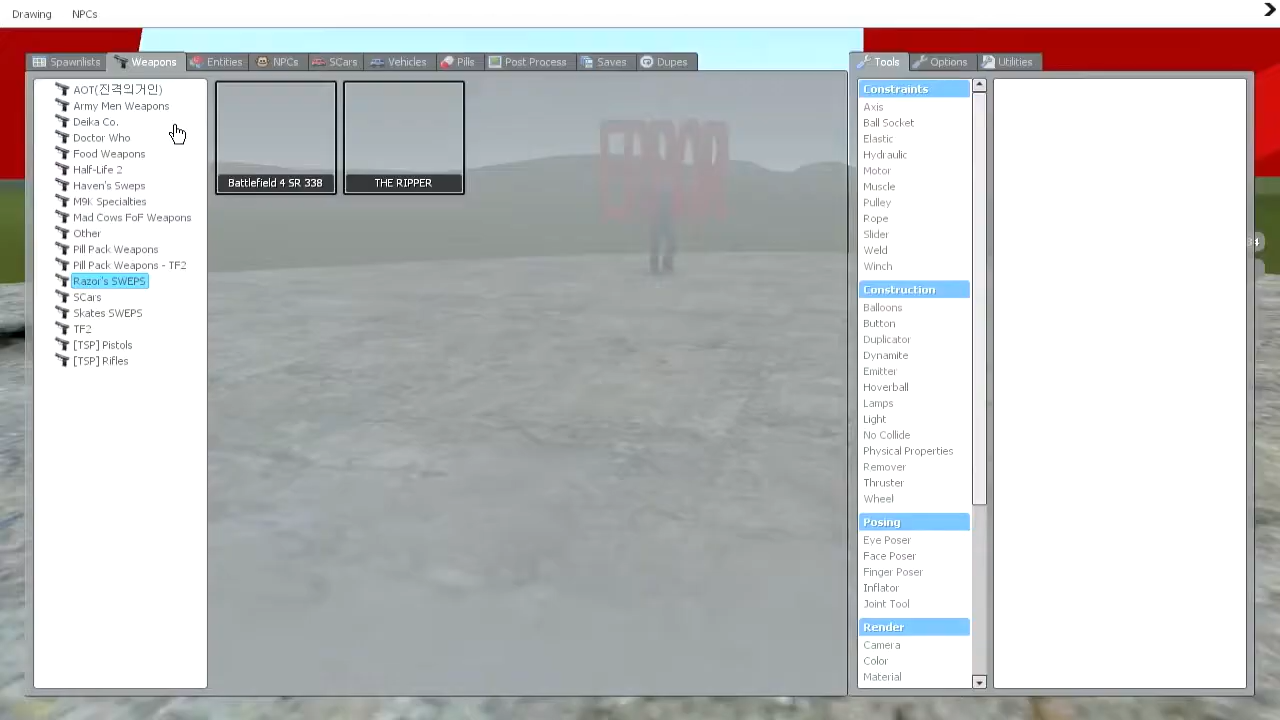 Drawing NPCs
Spawnlists Weapons Entities NPCs SCars Vehicles Pills Post Process Saves Dupes
AOT(진격의거인)
Army Men Weapons
Deika Co.
Doctor Who
Food Weapons
Half-Life 2
Haven's Sweps
M9K Specialties
Mad Cows FoF Weapons
Other
Pill Pack Weapons
Pill Pack Weapons - TF2
Razor's SWEPS
SCars
Skates SWEPS
TF2
[TSP] Pistols
[TSP] Rifles
Battlefield 4 SR 338
THE RIPPER
ERROR
Tools Options Utilities
Constraints
Axis
Ball Socket
Elastic
Hydraulic
Motor
Muscle
Pulley
Rope
Slider
Weld
Winch
Construction
Balloons
Button
Duplicator
Dynamite
Emitter
Hoverball
Lamps
Light
No Collide
Physical Properties
Remover
Thruster
Wheel
Posing
Eye Poser
Face Poser
Finger Poser
Inflator
Joint Tool
Render
Camera
Color
Material